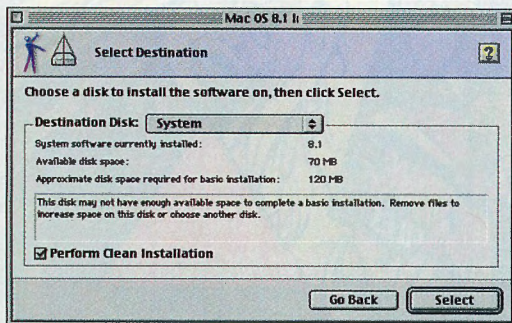 Mac OS 8.1 I
Select Destination
?
Choose a disk to install the software on, then click Select.
Destination Disk: System
System software currently installed: 8.1
Available disk space: 70 MB
Approximate disk space required for basic installation: 120 MB
This disk may not have enough available space to complete a basic installation. Remove files to
increase space on this disk or choose another disk.
Perform Clean Installation
Go Back
Select